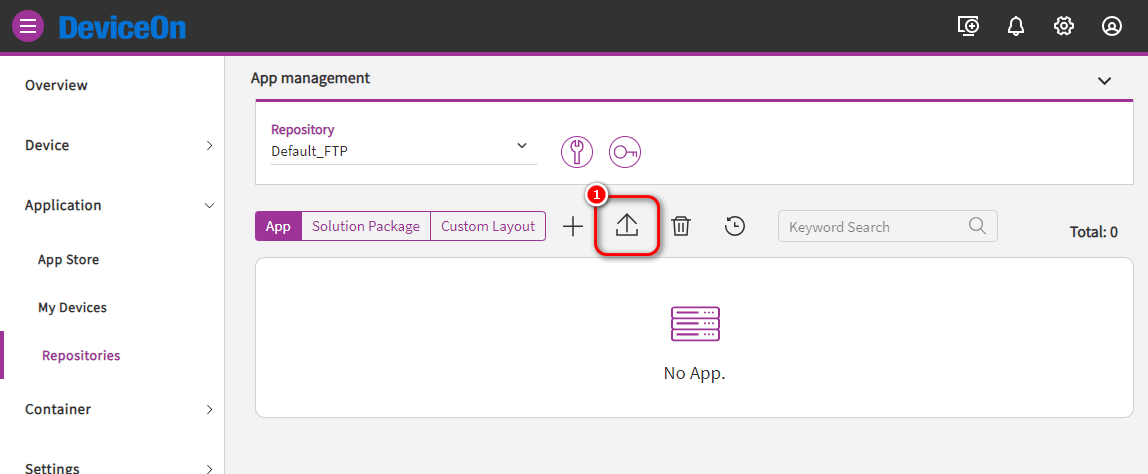 DeviceOn
Overview
Device
Application
App Store
My Devices
Repositories
Container
Settings
App management
Repository
Default_FTP
1
App Solution Package Custom Layout
Keyword Search
Total: 0
No App.